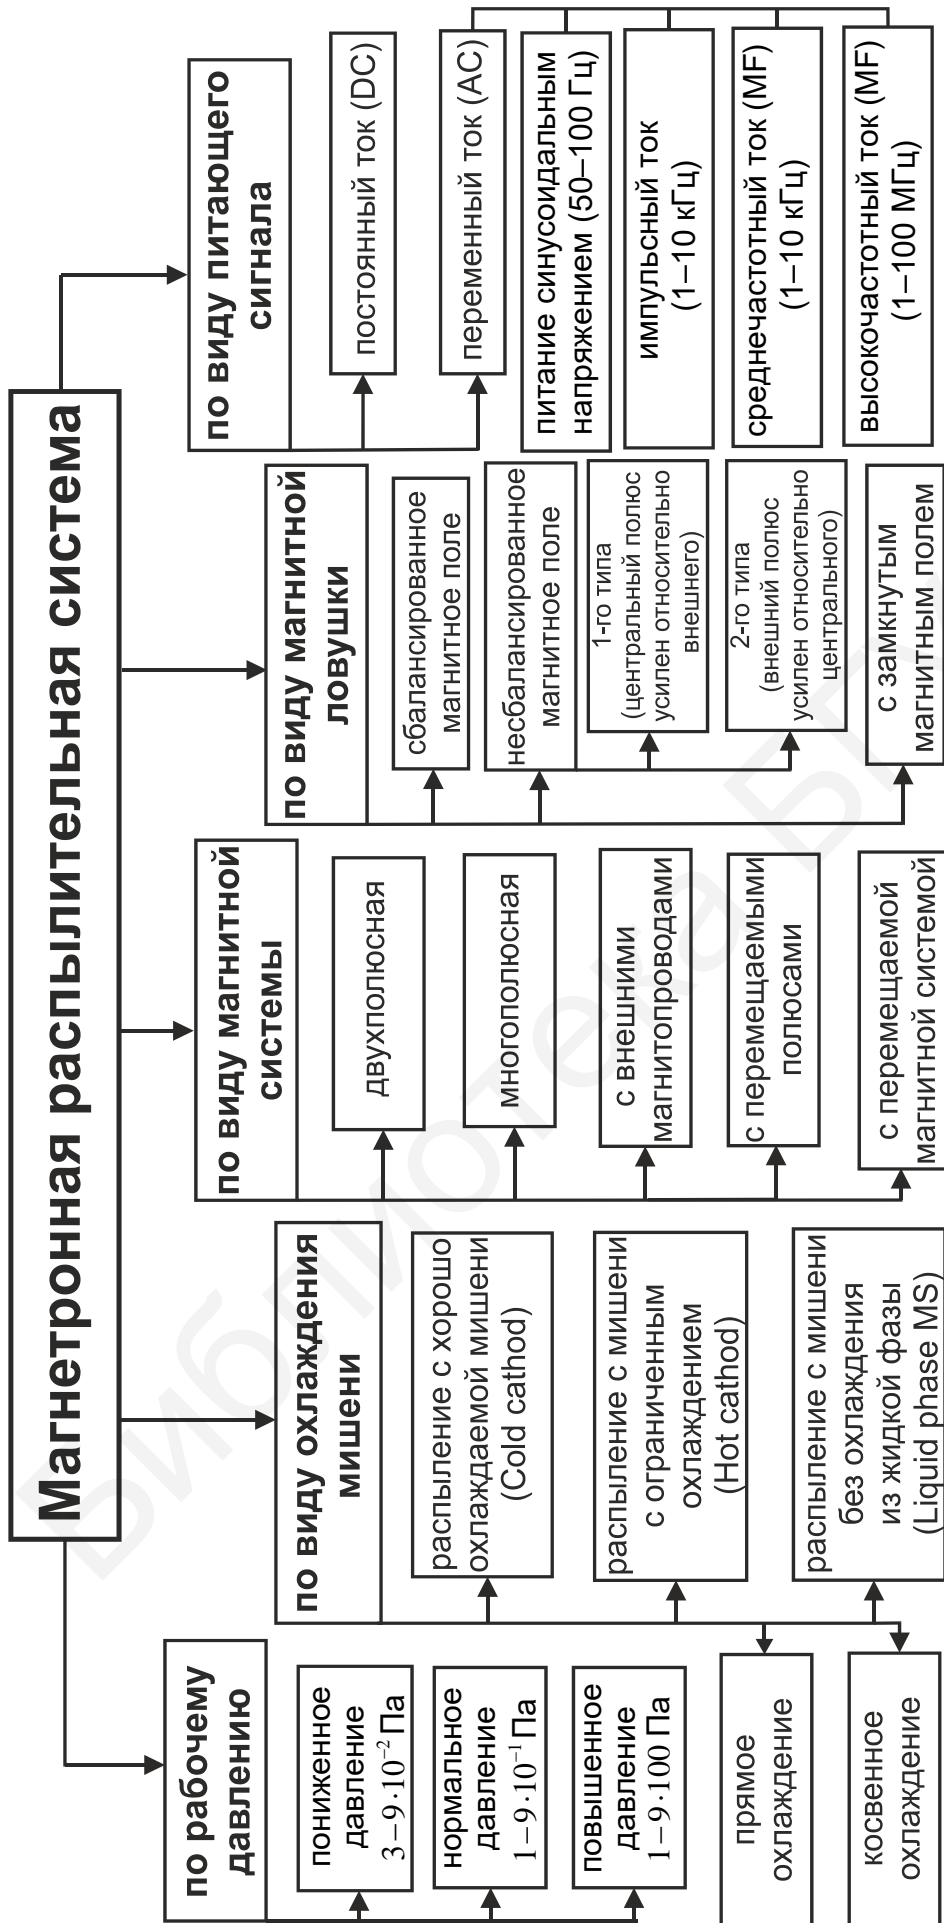 Магнетронная распылительная система
по рабочему
давлению
пониженное
давление
3 – 9·10⁻² Па
нормальное
давление
1 – 9·10⁻¹ Па
повышенное
давление
1 – 9·100 Па
по виду охлаждения
мишени
распыление с хорошо
охлаждаемой мишени
(Cold cathod)
распыление с мишени
с ограниченным
охлаждением
(Hot cathod)
распыление с мишени
без охлаждения
из жидкой фазы
(Liquid phase MS)
прямое
охлаждение
косвенное
охлаждение
по виду магнитной
системы
двухполюсная
многополюсная
с внешними
магнитопроводами
с перемещаемыми
полюсами
с перемещаемой
магнитной системой
по виду магнитной
ловушки
сбалансированное
магнитное поле
несбалансированное
магнитное поле
1-го типа
(центральный полюс
усилен относительно
внешнего)
2-го типа
(внешний полюс
усилен относительно
центрального)
с замкнутым
магнитным полем
по виду питающего
сигнала
постоянный ток (DC)
переменный ток (AC)
питание синусоидальным
напряжением (50–100 Гц)
импульсный ток
(1–10 кГц)
среднечастотный ток (MF)
(1–10 кГц)
высокочастотный ток (MF)
(1–100 МГц)
Библиотека